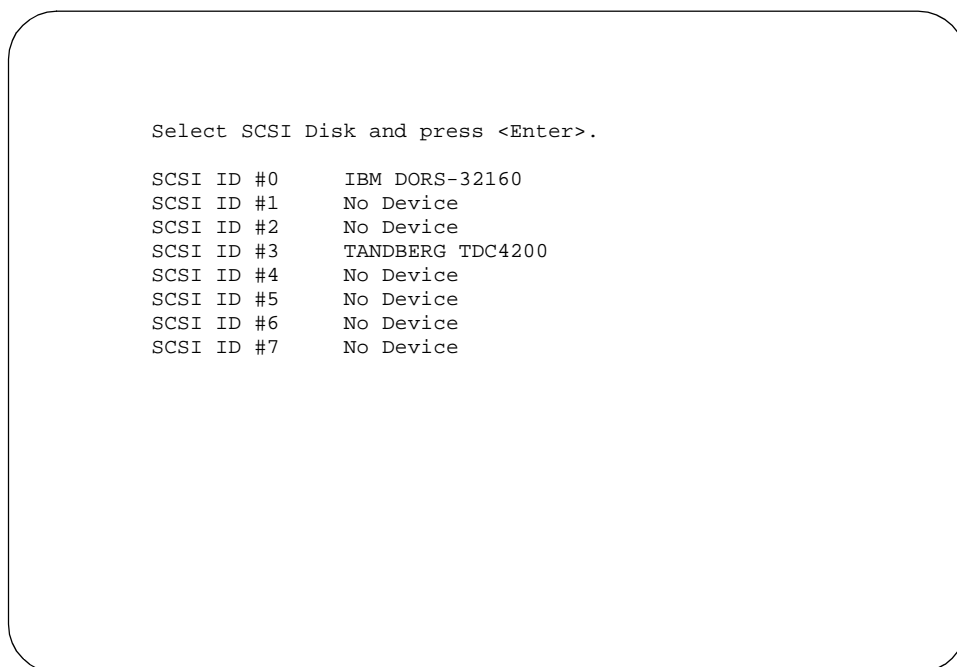 Select SCSI Disk and press <Enter>.
SCSI ID #0 IBM DORS-32160
SCSI ID #1 No Device
SCSI ID #2 No Device
SCSI ID #3 TANDBERG TDC4200
SCSI ID #4 No Device
SCSI ID #5 No Device
SCSI ID #6 No Device
SCSI ID #7 No Device